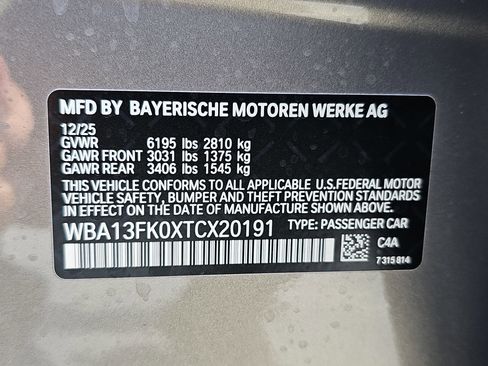 MFD BY BAYERISCHE MOTOREN WERKE AG
12/25
GVWR 6195 lbs 2810 kg
GAWR FRONT 3031 lbs 1375 kg
GAWR REAR 3406 lbs 1545 kg
THIS VEHICLE CONFORMS TO ALL APPLICABLE U.S.FEDERAL MOTOR
VEHICLE SAFETY, BUMPER AND THEFT PREVENTION STANDARDS
IN EFFECT ON THE DATE OF MANUFACTURE SHOWN ABOVE.
WBA13FK0XTCX20191 TYPE: PASSENGER CAR
C4A
7 315 814